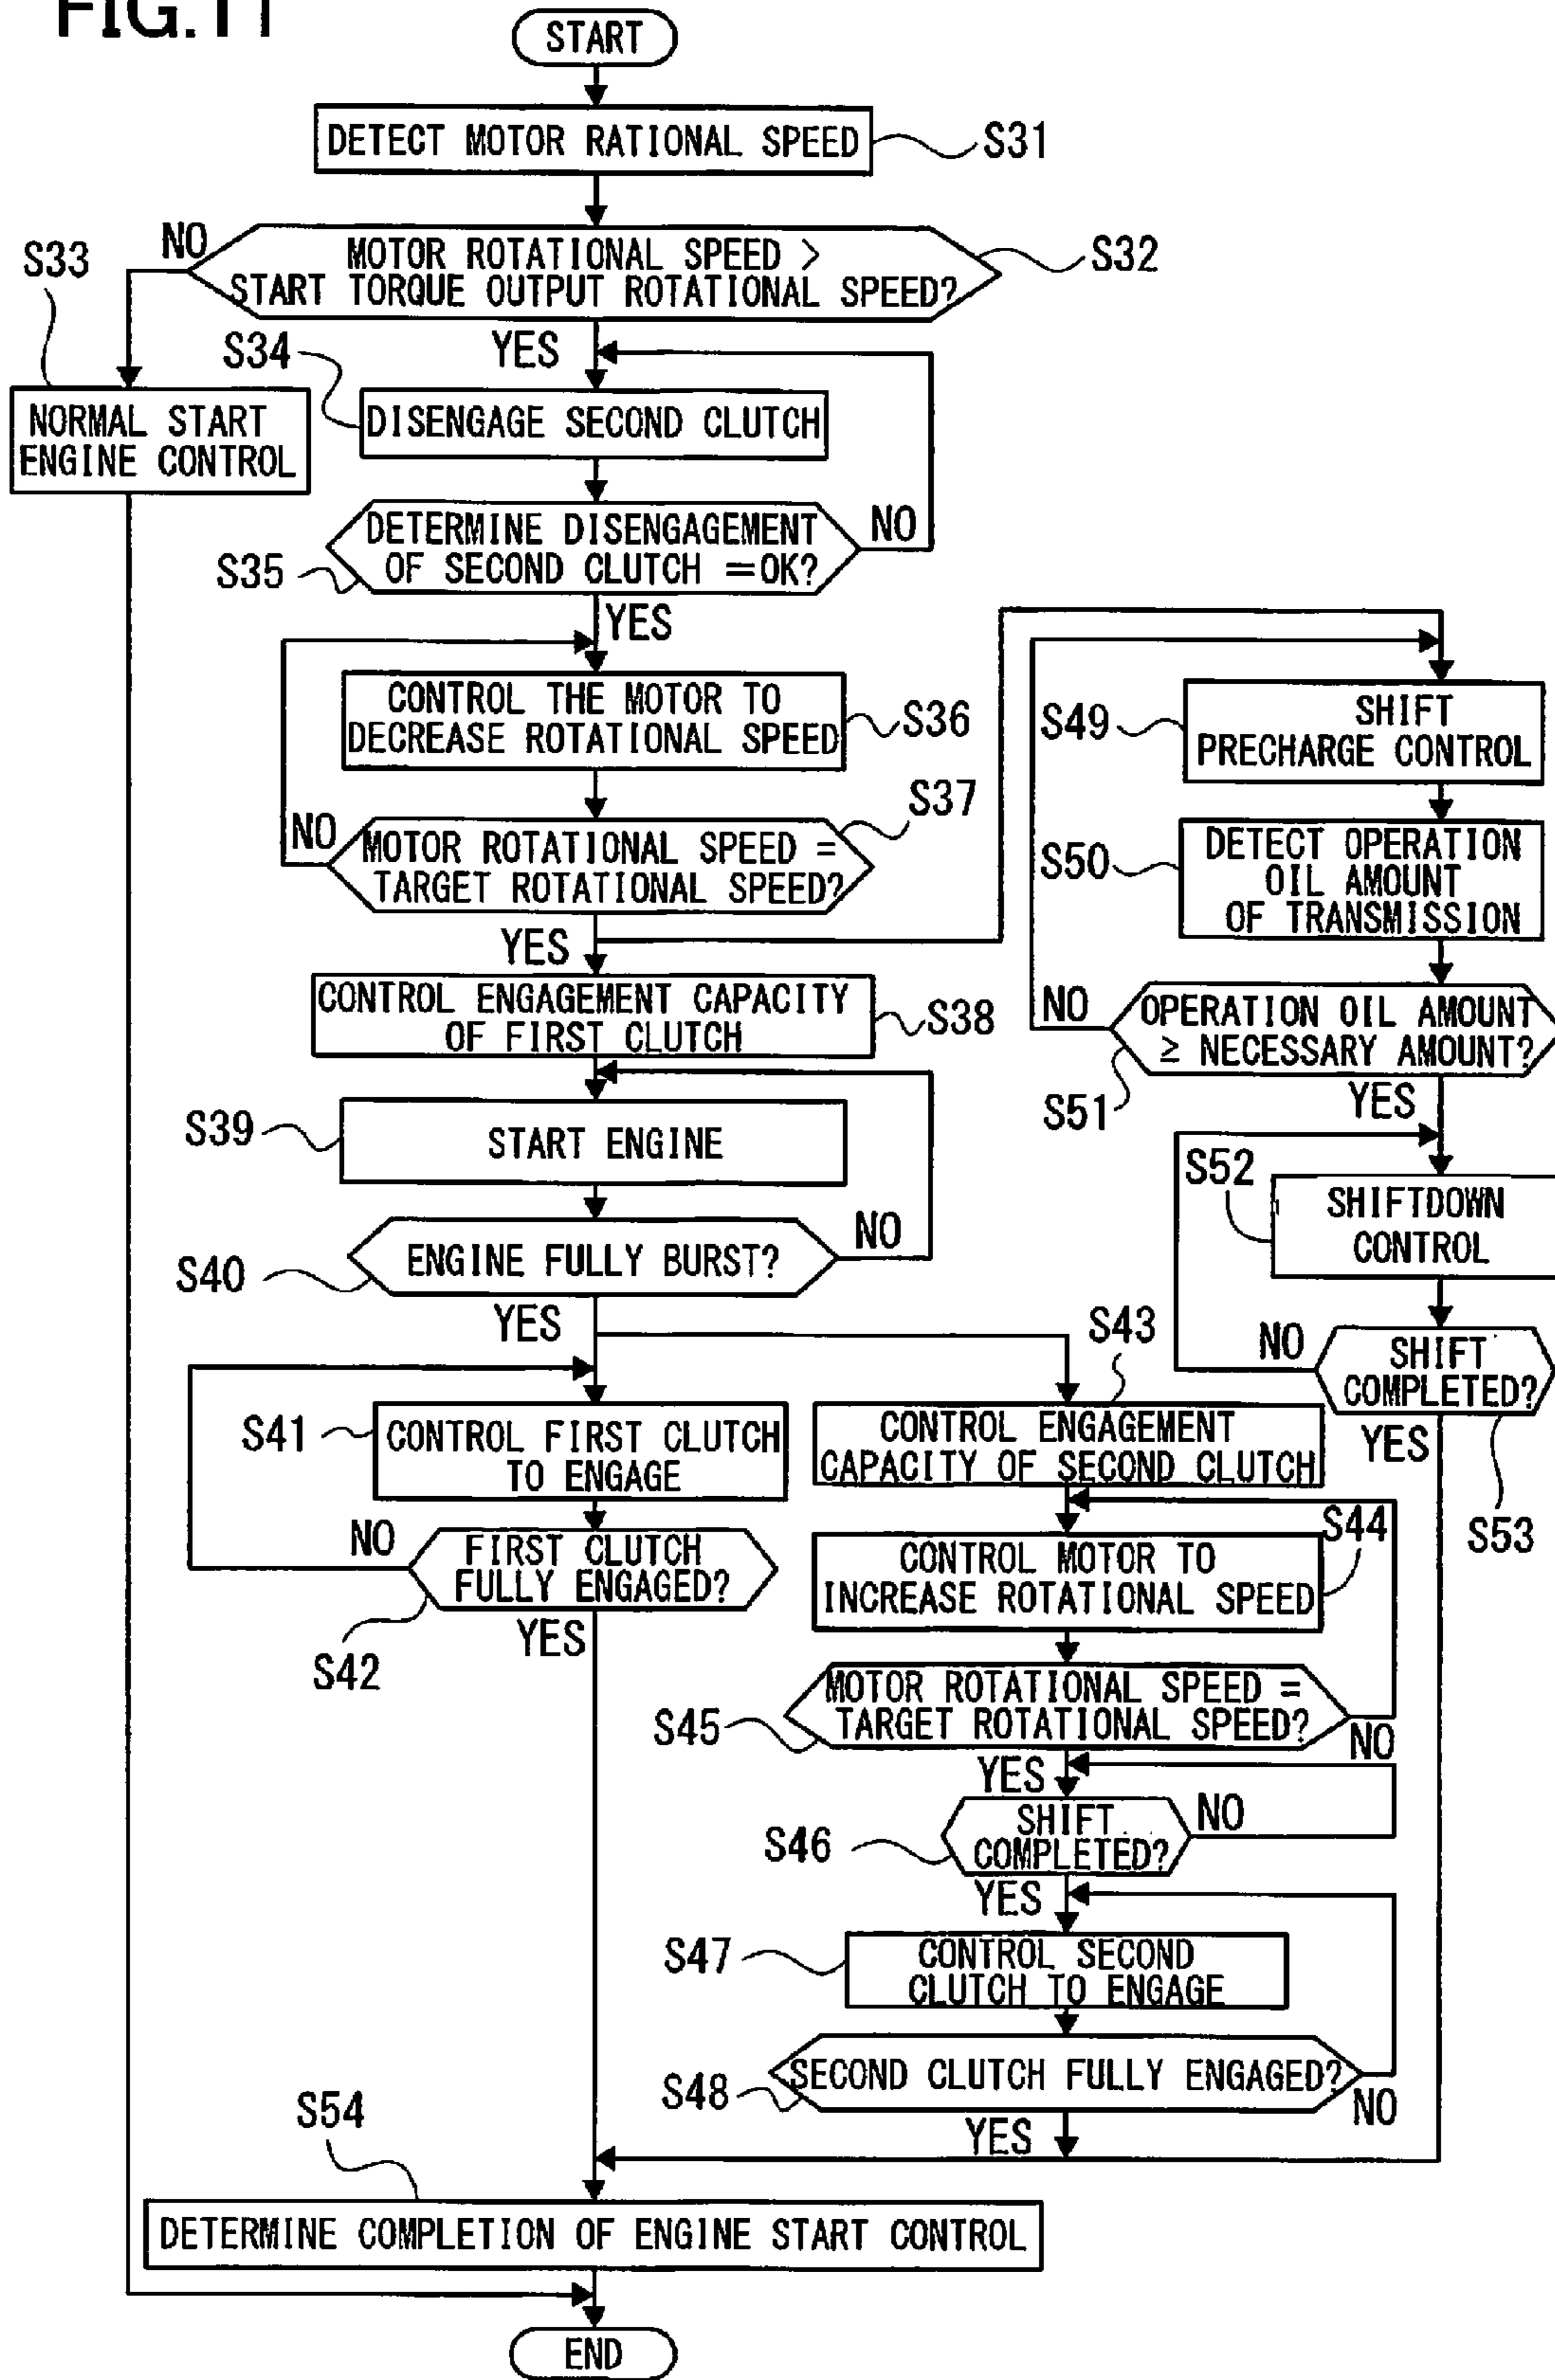 FIG.11
START
DETECT MOTOR RATIONAL SPEED
S31
NO
MOTOR ROTATIONAL SPEED >
START TORQUE OUTPUT ROTATIONAL SPEED?
S32
S33
NORMAL START
ENGINE CONTROL
YES
S34
DISENGAGE SECOND CLUTCH
DETERMINE DISENGAGEMENT
OF SECOND CLUTCH =OK?
NO
S35
YES
CONTROL THE MOTOR TO
DECREASE ROTATIONAL SPEED
S36
S37
NO
MOTOR ROTATIONAL SPEED =
TARGET ROTATIONAL SPEED?
YES
CONTROL ENGAGEMENT CAPACITY
OF FIRST CLUTCH
S38
S39
START ENGINE
ENGINE FULLY BURST?
NO
S40
YES
S41
CONTROL FIRST CLUTCH
TO ENGAGE
NO
FIRST CLUTCH
FULLY ENGAGED?
S42
YES
S43
CONTROL ENGAGEMENT
CAPACITY OF SECOND CLUTCH
S44
CONTROL MOTOR TO
INCREASE ROTATIONAL SPEED
MOTOR ROTATIONAL SPEED =
TARGET ROTATIONAL SPEED?
S45
NO
YES
SHIFT
COMPLETED?
NO
S46
YES
S47
CONTROL SECOND
CLUTCH TO ENGAGE
SECOND CLUTCH FULLY ENGAGED?
S48
NO
YES
S49
SHIFT
PRECHARGE CONTROL
S50
DETECT OPERATION
OIL AMOUNT
OF TRANSMISSION
NO
OPERATION OIL AMOUNT
≥ NECESSARY AMOUNT?
S51
YES
S52
SHIFTDOWN
CONTROL
NO
SHIFT
COMPLETED?
YES
S53
S54
DETERMINE COMPLETION OF ENGINE START CONTROL
END